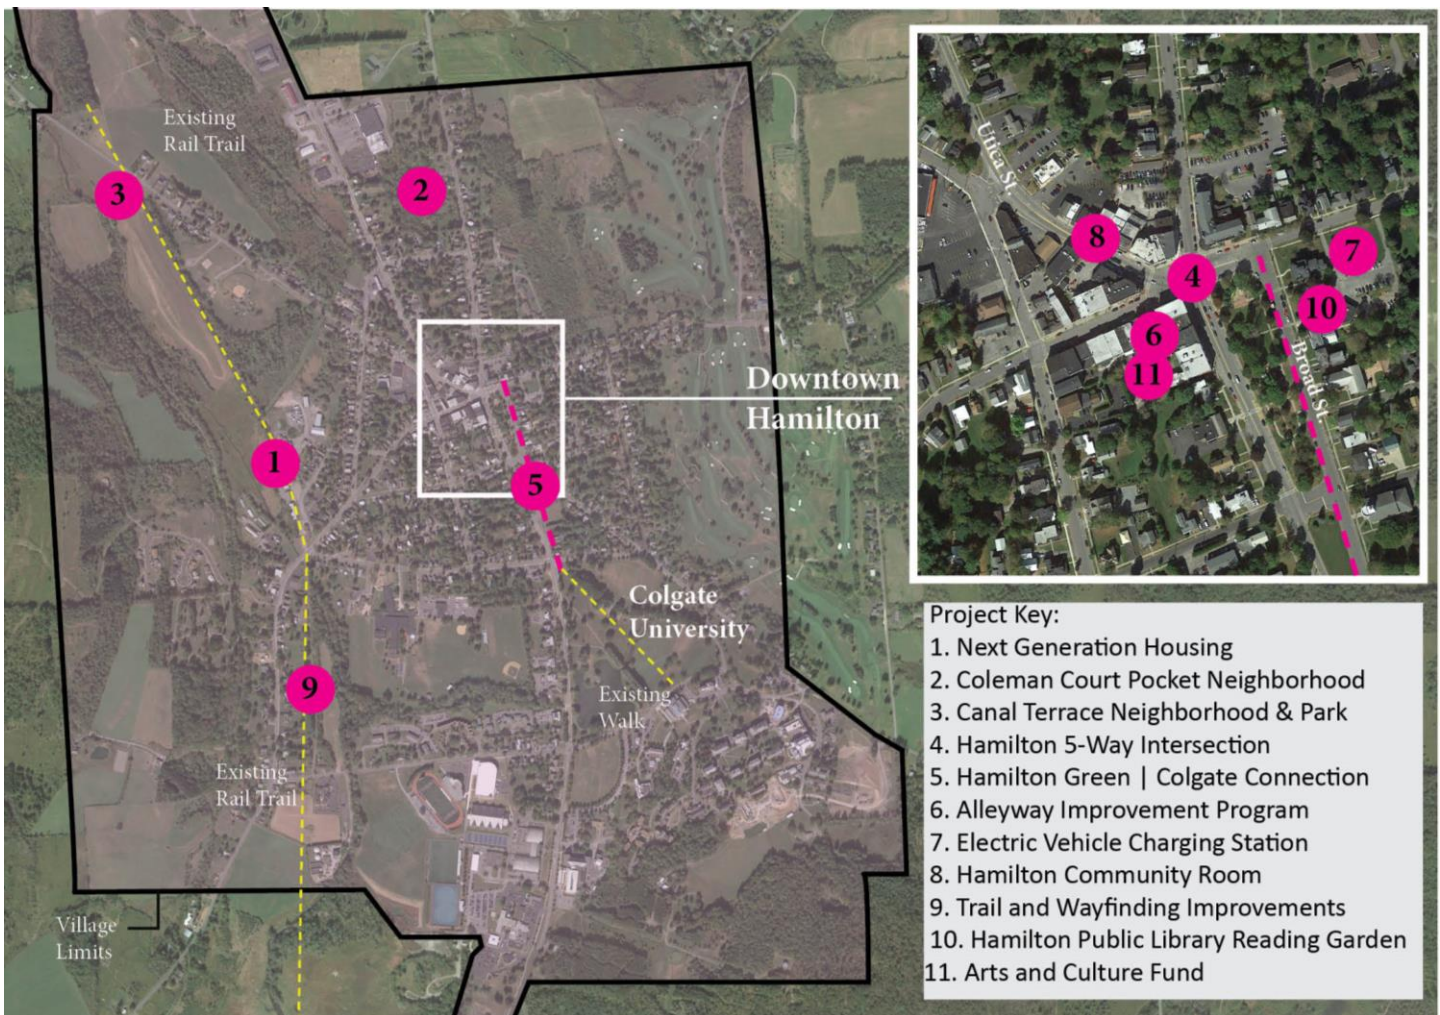 Existing
Rail Trail
3
2
1
5
9
Downtown
Hamilton
Colgate
University
Existing
Walk
Existing
Rail Trail
Village
Limits
Utica St.
8
7
4
10
6
11
Broad St.
Project Key:
1. Next Generation Housing
2. Coleman Court Pocket Neighborhood
3. Canal Terrace Neighborhood & Park
4. Hamilton 5-Way Intersection
5. Hamilton Green | Colgate Connection
6. Alleyway Improvement Program
7. Electric Vehicle Charging Station
8. Hamilton Community Room
9. Trail and Wayfinding Improvements
10. Hamilton Public Library Reading Garden
11. Arts and Culture Fund